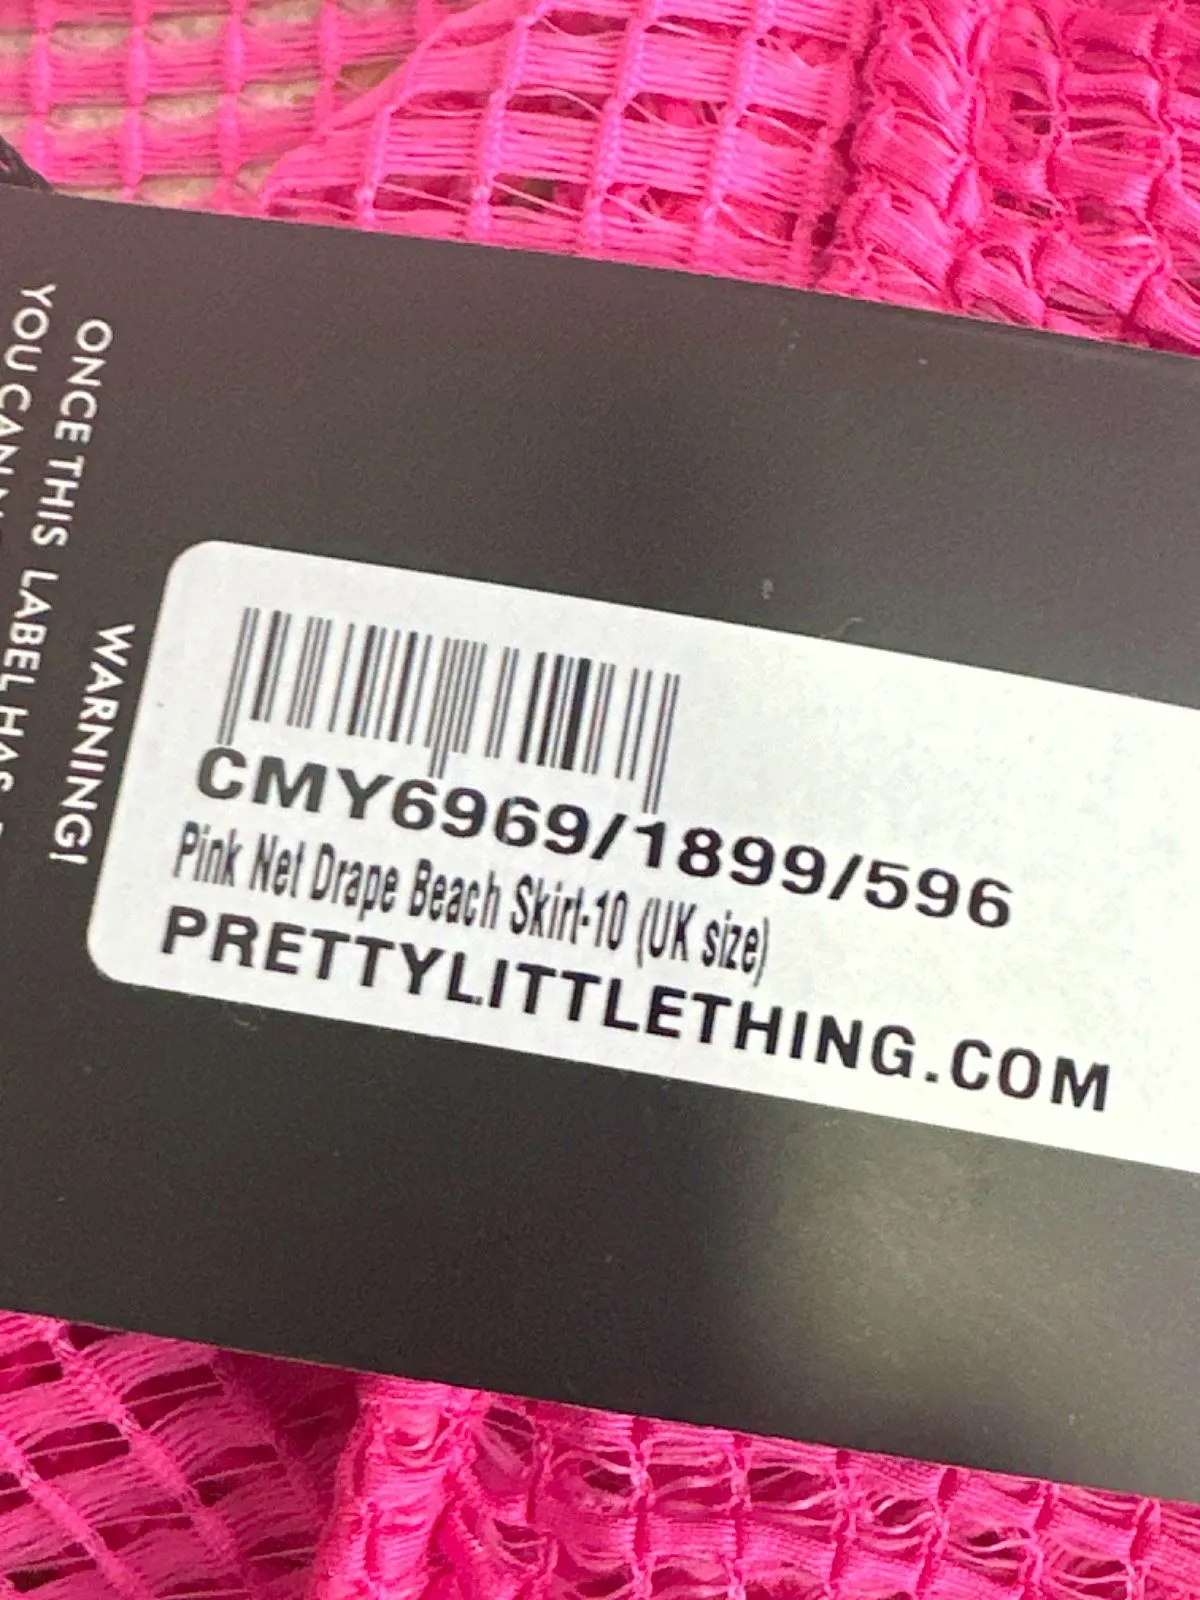 WARNING!
ONCE THIS LABEL HAS
YOU
CMY6969/1899/596
Pink Net Drape Beach Skirt-10 (UK size)
PRETTYLITTLETHING.COM